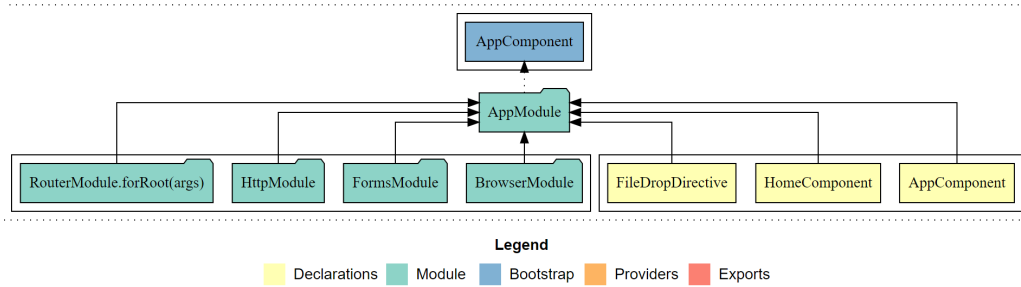 AppComponent
AppModule
RouterModule.forRoot(args) HttpModule FormsModule BrowserModule FileDropDirective HomeComponent AppComponent
Legend
Declarations Module Bootstrap Providers Exports